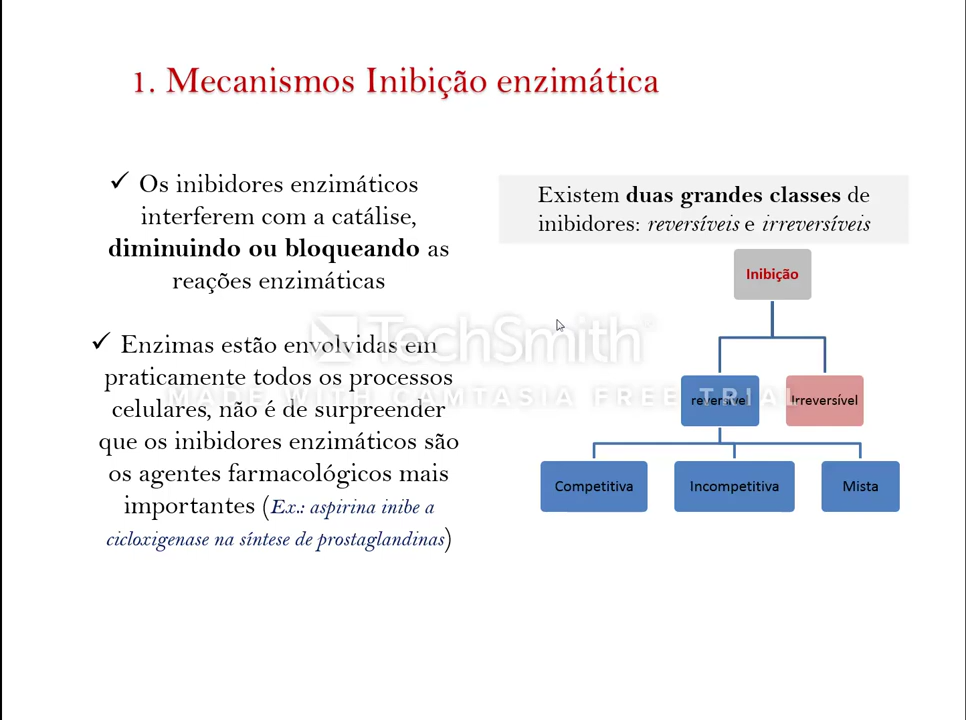 1. Mecanismos Inibição enzimática
✓ Os inibidores enzimáticos
interferem com a catálise,
diminuindo ou bloqueando as
reações enzimáticas
✓ Enzimas estão envolvidas em
praticamente todos os processos
celulares, não é de surpreender
que os inibidores enzimáticos são
os agentes farmacológicos mais
importantes (Ex.: aspirina inibe a
cicloxigenase na síntese de prostaglandinas)
Existem duas grandes classes de
inibidores: reversíveis e irreversíveis
Inibição
reversível
Irreversível
Competitiva
Incompetitiva
Mista
TechSmith®
MADE WITH CAMTASIA FREE TRIAL